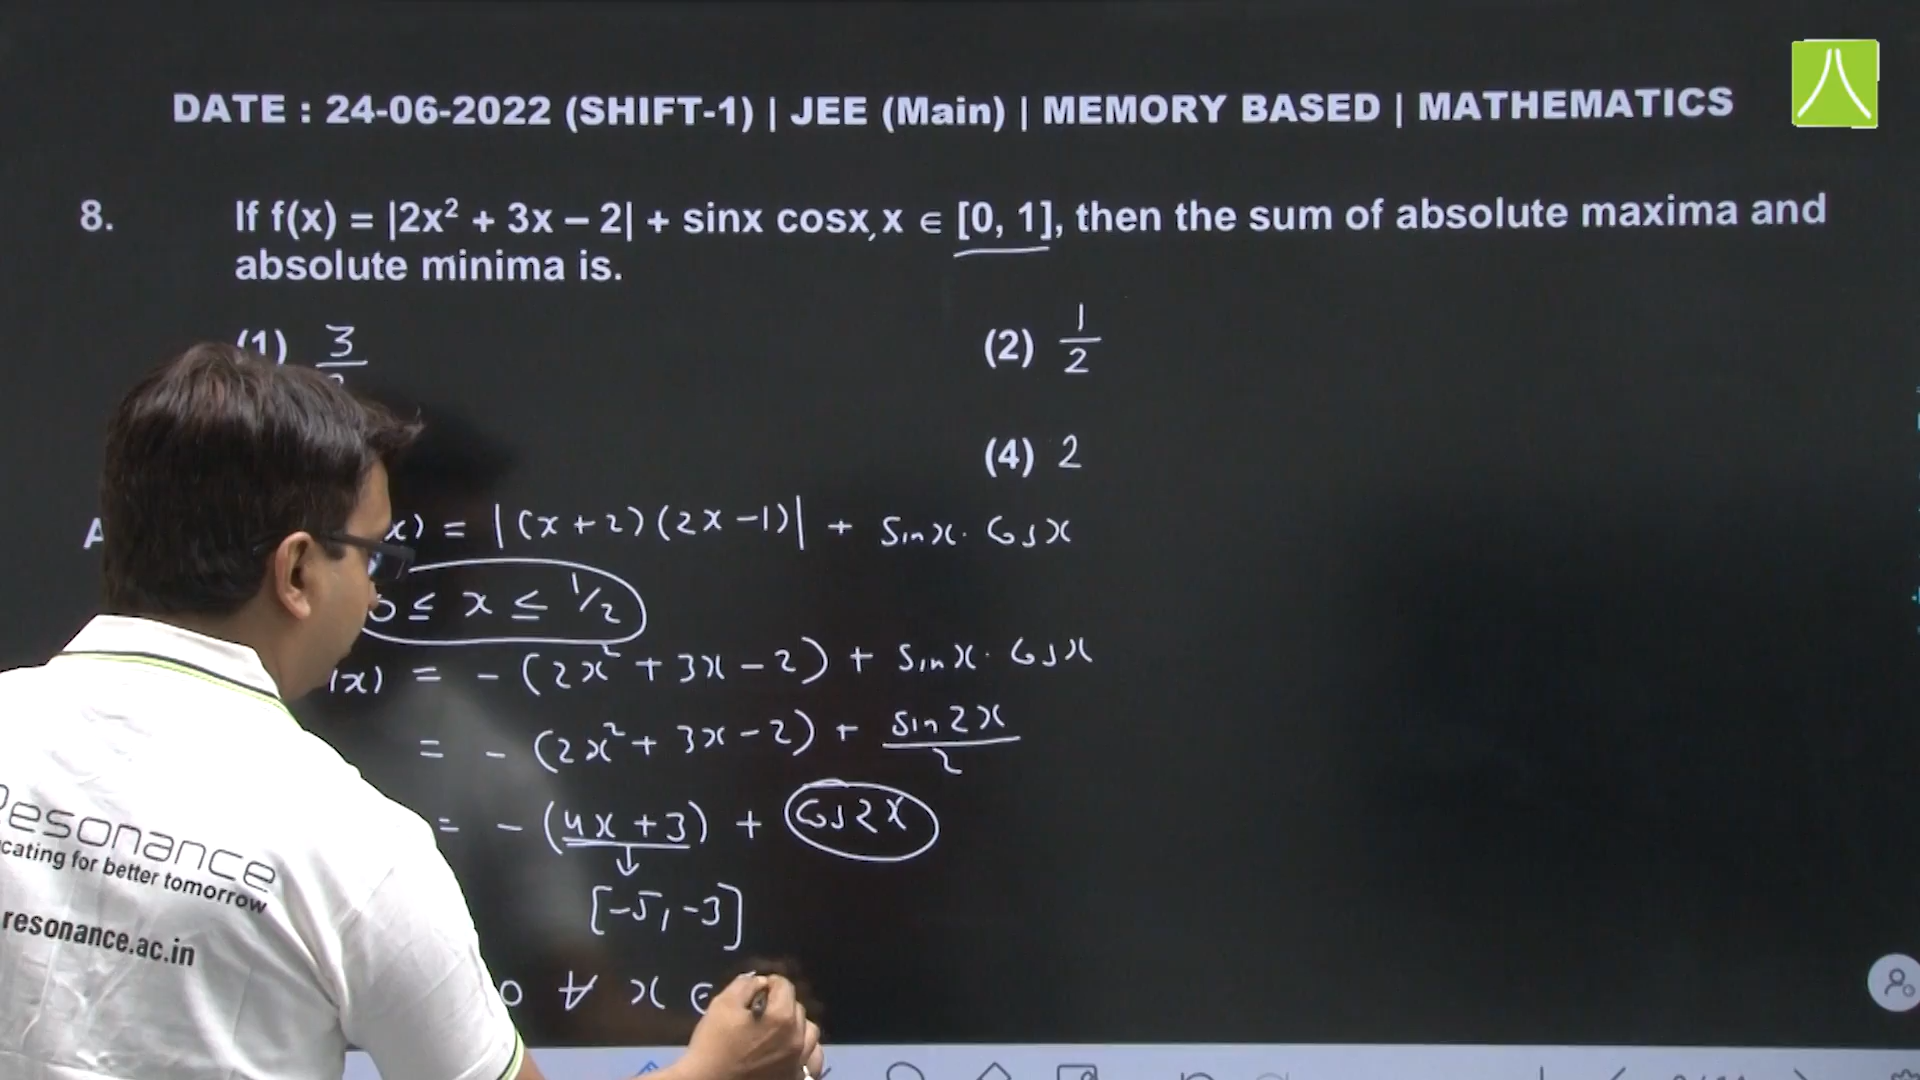 DATE : 24-06-2022 (SHIFT-1) | JEE (Main) | MEMORY BASED | MATHEMATICS
8. If f(x) = |2x² + 3x – 2| + sinx cosx, x ∈ [0, 1], then the sum of absolute maxima and
absolute minima is.
(1) 3
(2) 1/2
(4) 2
x) = |(x+2)(2x-1)| + sinx. cosx
0 ≤ x ≤ 1/2
(x) = - (2x² + 3x - 2) + sinx. cosx
= - (2x² + 3x - 2) + sin2x/2
= - (4x + 3) + cos2x
↓
[-5, -3]
0 ∀ x ∈
Resonance
cating for better tomorrow
resonance.ac.in